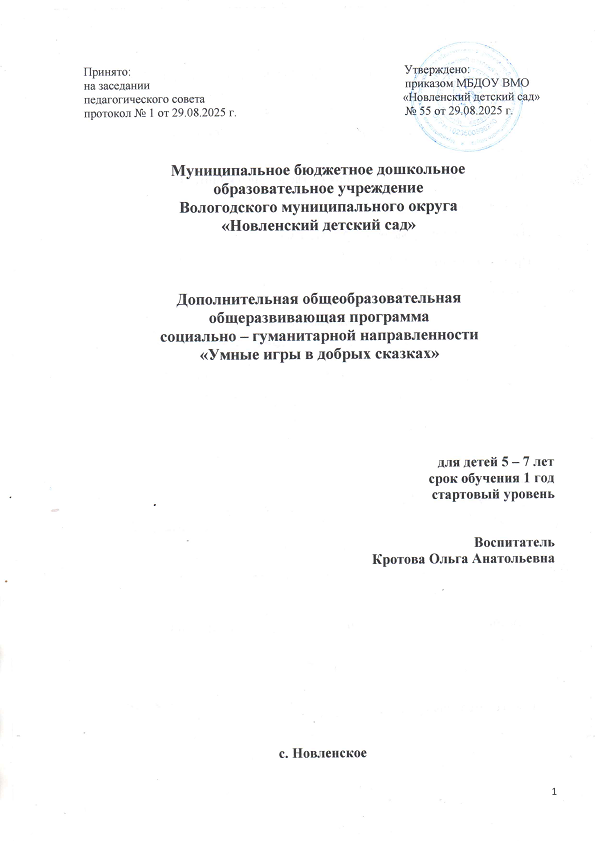 Принято:
на заседании
педагогического совета
протокол № 1 от 29.08.2025 г.
Утверждено:
приказом МБДОУ ВМО
«Новленский детский сад»
№ 55 от 29.08.2025 г.
Муниципальное бюджетное дошкольное
образовательное учреждение
Вологодского муниципального округа
«Новленский детский сад»
Дополнительная общеобразовательная
общеразвивающая программа
социально – гуманитарной направленности
«Умные игры в добрых сказках»
для детей 5 – 7 лет
срок обучения 1 год
стартовый уровень
Воспитатель
Кротова Ольга Анатольевна
с. Новленское
1